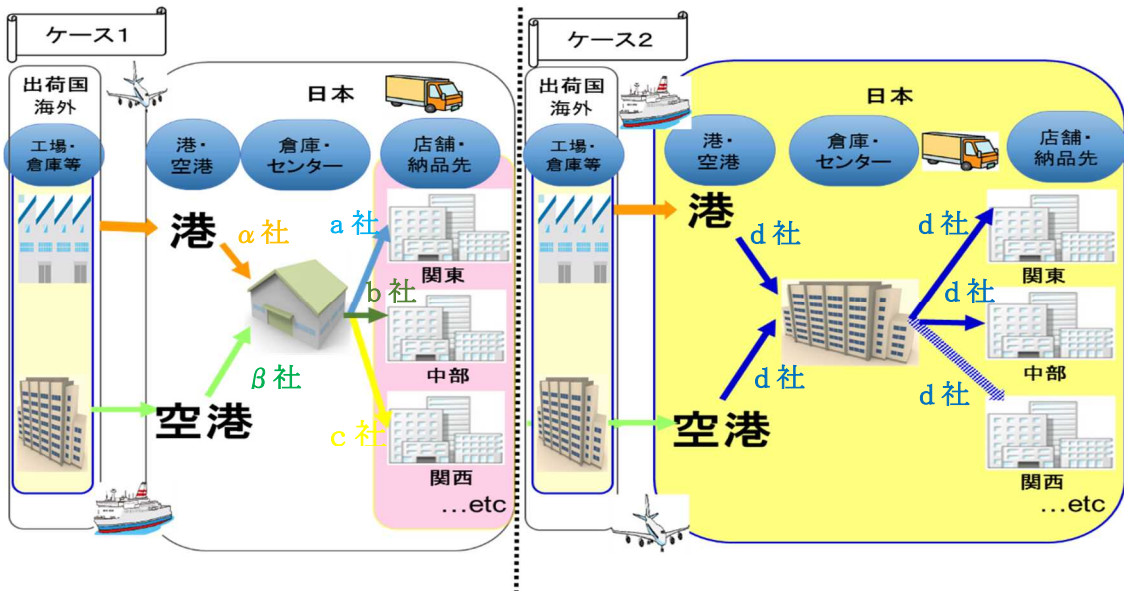 ケース1
出荷国
海外
工場・
倉庫等
日本
港・
空港
倉庫・
センター
店舗・
納品先
港
α社
a社
関東
b社
中部
β社
空港
c社
関西
…etc
ケース2
出荷国
海外
工場・
倉庫等
日本
港・
空港
倉庫・
センター
店舗・
納品先
港
d社
d社
関東
d社
中部
d社
空港
d社
関西
…etc